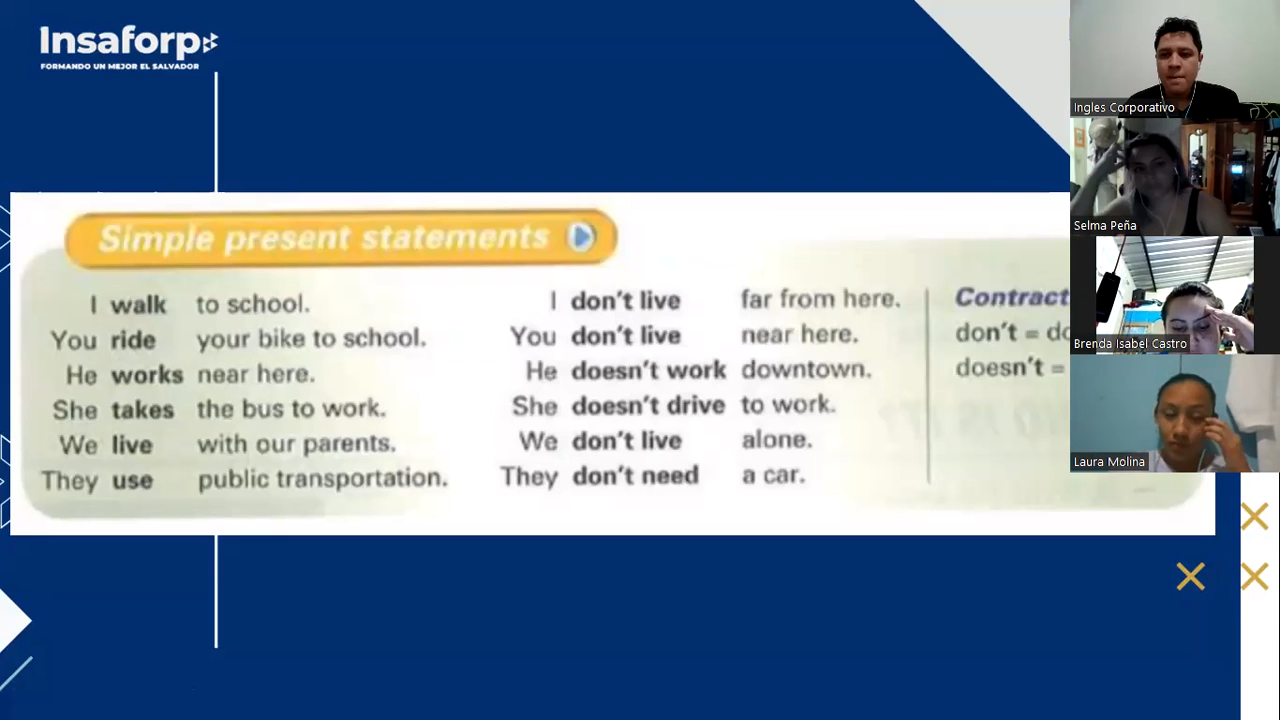 Insaforp
FORMANDO UN MEJOR EL SALVADOR
Simple present statements
I walk to school.
You ride your bike to school.
He works near here.
She takes the bus to work.
We live with our parents.
They use public transportation.
I don't live far from here.
You don't live near here.
He doesn't work downtown.
She doesn't drive to work.
We don't live alone.
They don't need a car.
Contract
don't = do
doesn't =
Ingles Corporativo
Selma Peña
Brenda Isabel Castro
Laura Molina